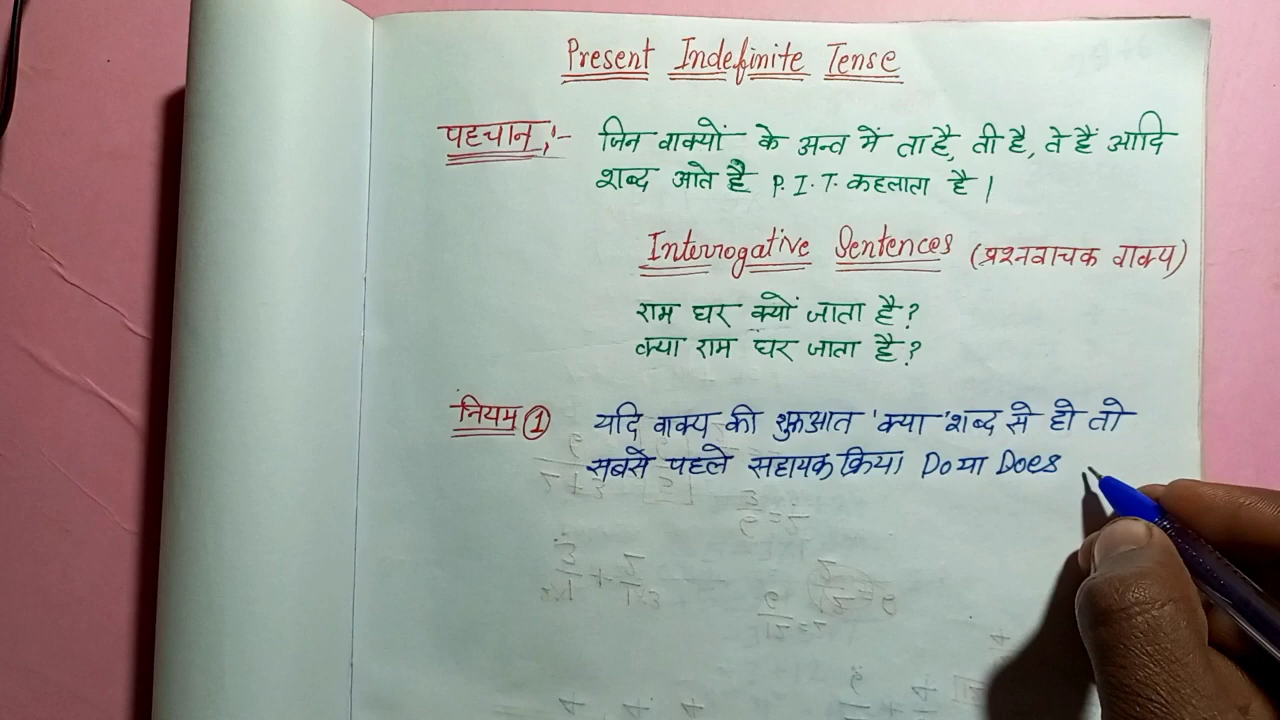 Present Indefinite Tense
पहचान :- जिन वाक्यों के अन्त में ता है, ती है, ते हैं आदि
शब्द आते है P.I.T. कहलाता है।
Interrogative Sentences (प्रश्नवाचक वाक्य)
राम घर क्यों जाता है?
क्या राम घर जाता है?
नियम ① यदि वाक्य की शुरुआत 'क्या' शब्द से हो तो
सबसे पहले सहायक क्रिया Do या Does